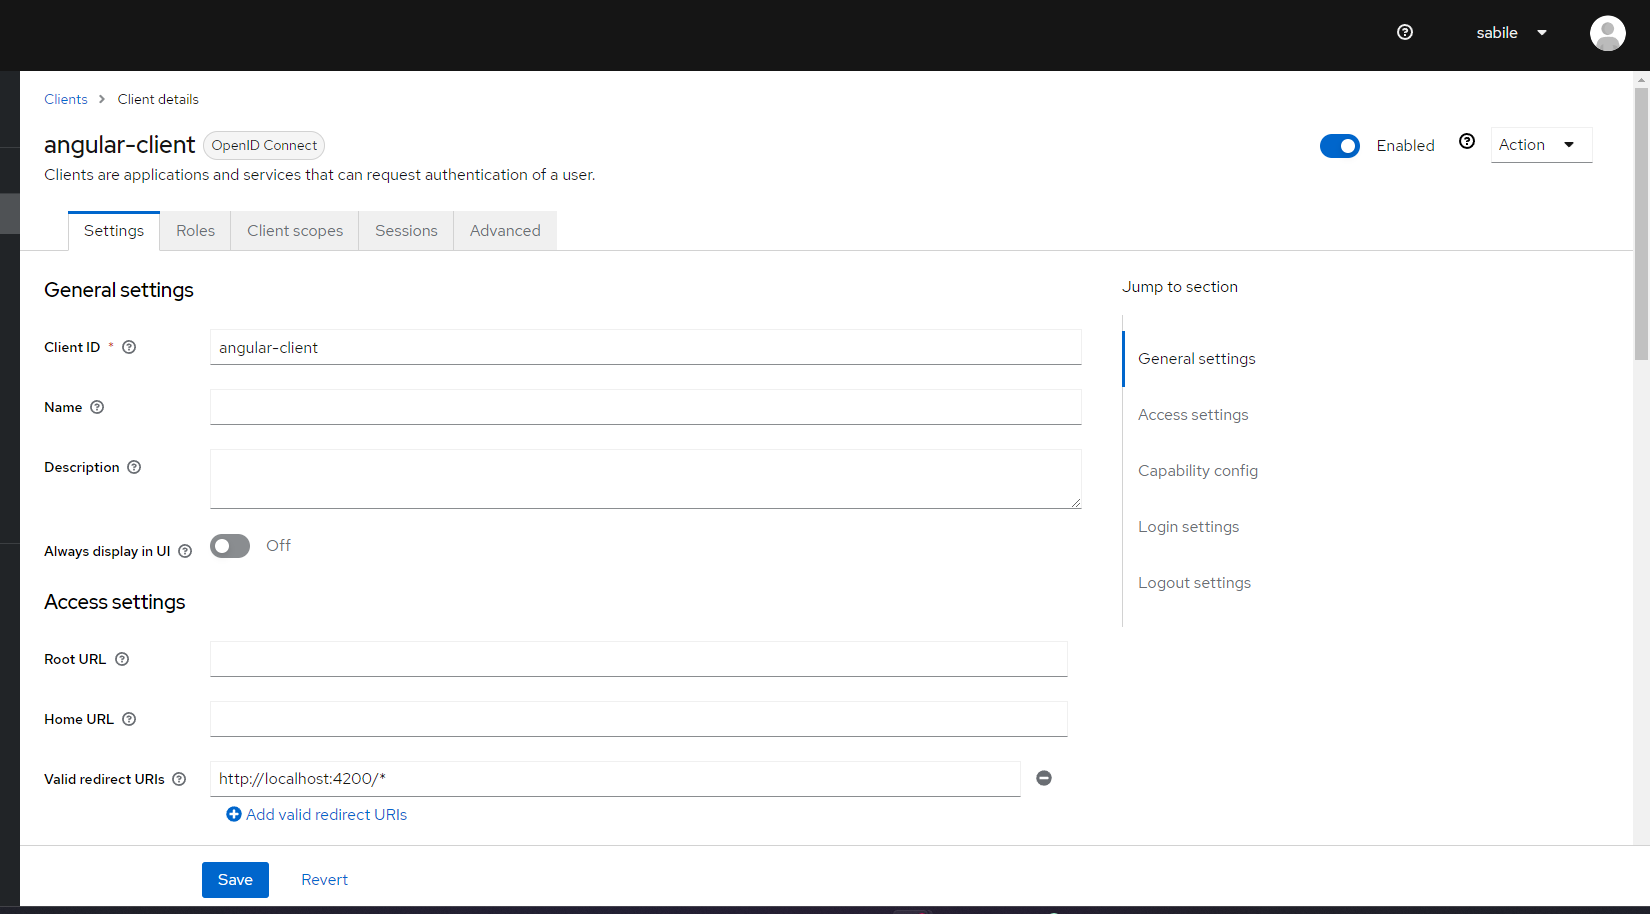 sabile
Clients > Client details
angular-client OpenID Connect
Enabled Action
Clients are applications and services that can request authentication of a user.
Settings Roles Client scopes Sessions Advanced
General settings
Client ID * angular-client
Name
Description
Always display in UI Off
Access settings
Root URL
Home URL
Valid redirect URIs http://localhost:4200/*
Add valid redirect URIs
Jump to section
General settings
Access settings
Capability config
Login settings
Logout settings
Save Revert